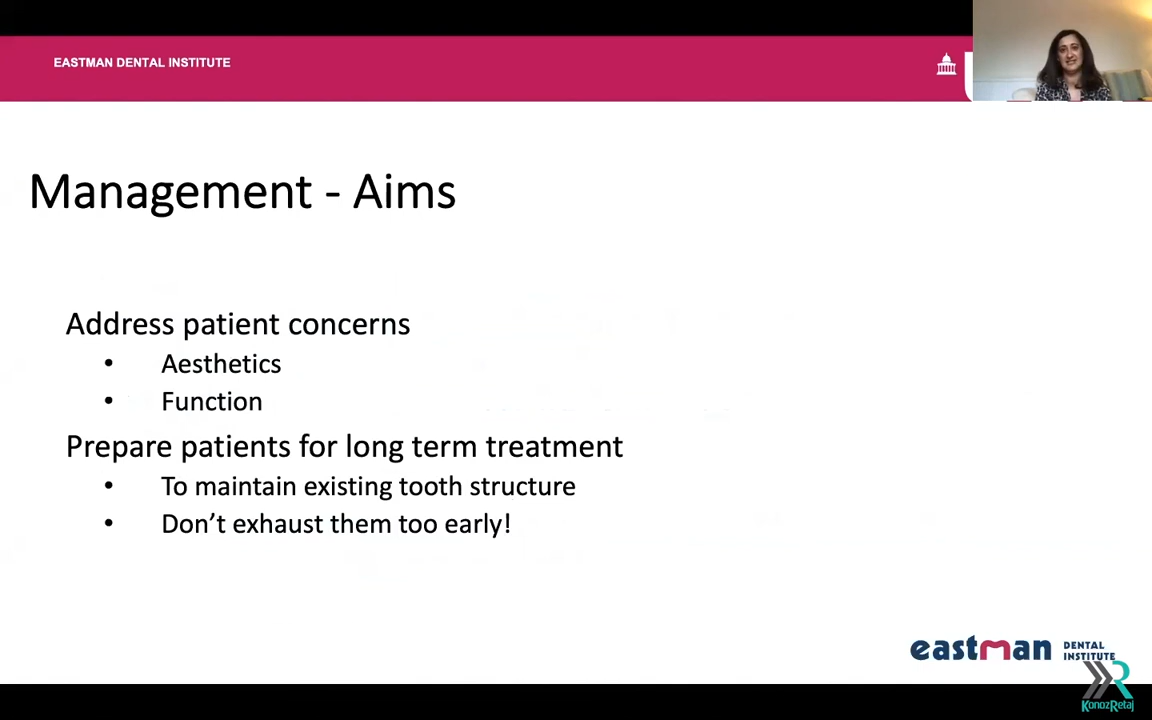 EASTMAN DENTAL INSTITUTE
Management - Aims
Address patient concerns
• Aesthetics
• Function
Prepare patients for long term treatment
• To maintain existing tooth structure
• Don’t exhaust them too early!
eastman DENTAL
INSTITUTE
KonozRetaj